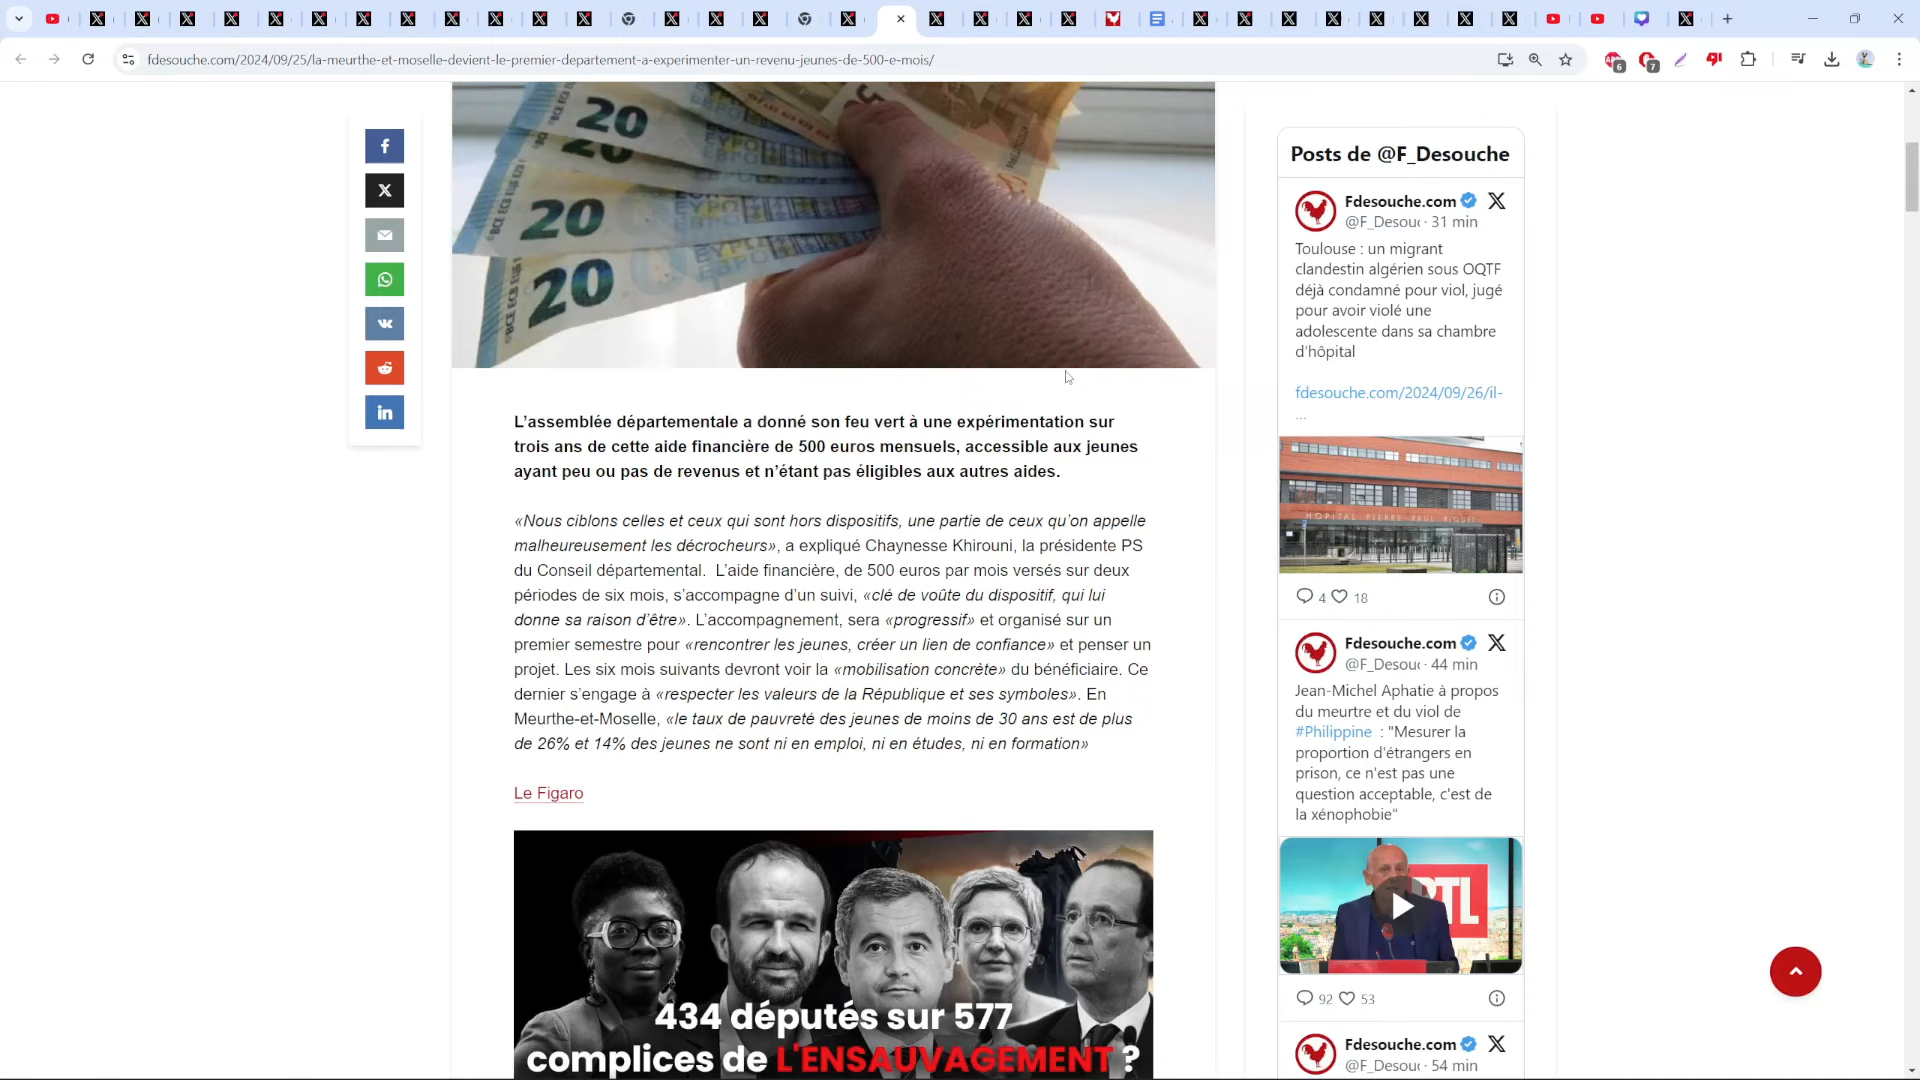 fdesouche.com/2024/09/25/la-meurthe-et-moselle-devient-le-premier-departement-a-experimenter-un-revenu-jeunes-de-500-e-mois/
6
7
20
20
20
20
BCE ECB
L’assemblée départementale a donné son feu vert à une expérimentation sur
trois ans de cette aide financière de 500 euros mensuels, accessible aux jeunes
ayant peu ou pas de revenus et n’étant pas éligibles aux autres aides.
«Nous ciblons celles et ceux qui sont hors dispositifs, une partie de ceux qu’on appelle
malheureusement les décrocheurs», a expliqué Chaynesse Khirouni, la présidente PS
du Conseil départemental.  L’aide financière, de 500 euros par mois versés sur deux
périodes de six mois, s’accompagne d’un suivi, «clé de voûte du dispositif, qui lui
donne sa raison d’être». L’accompagnement, sera «progressif» et organisé sur un
premier semestre pour «rencontrer les jeunes, créer un lien de confiance» et penser un
projet. Les six mois suivants devront voir la «mobilisation concrète» du bénéficiaire. Ce
dernier s’engage à «respecter les valeurs de la République et ses symboles». En
Meurthe-et-Moselle, «le taux de pauvreté des jeunes de moins de 30 ans est de plus
de 26% et 14% des jeunes ne sont ni en emploi, ni en études, ni en formation»
Le Figaro
434 députés sur 577
complices de L'ENSAUVAGEMENT ?
Posts de @F_Desouche
Fdesouche.com
@F_Desou · 31 min
Toulouse : un migrant
clandestin algérien sous OQTF
déjà condamné pour viol, jugé
pour avoir violé une
adolescente dans sa chambre
d’hôpital
fdesouche.com/2024/09/26/il-
...
HOPITAL PIERRE PAUL RIQUET
4 18
Fdesouche.com
@F_Desou · 44 min
Jean-Michel Aphatie à propos
du meurtre et du viol de
#Philippine : "Mesurer la
proportion d'étrangers en
prison, ce n'est pas une
question acceptable, c'est de
la xénophobie"
RTL
92 53
Fdesouche.com
@F_Desou · 54 min